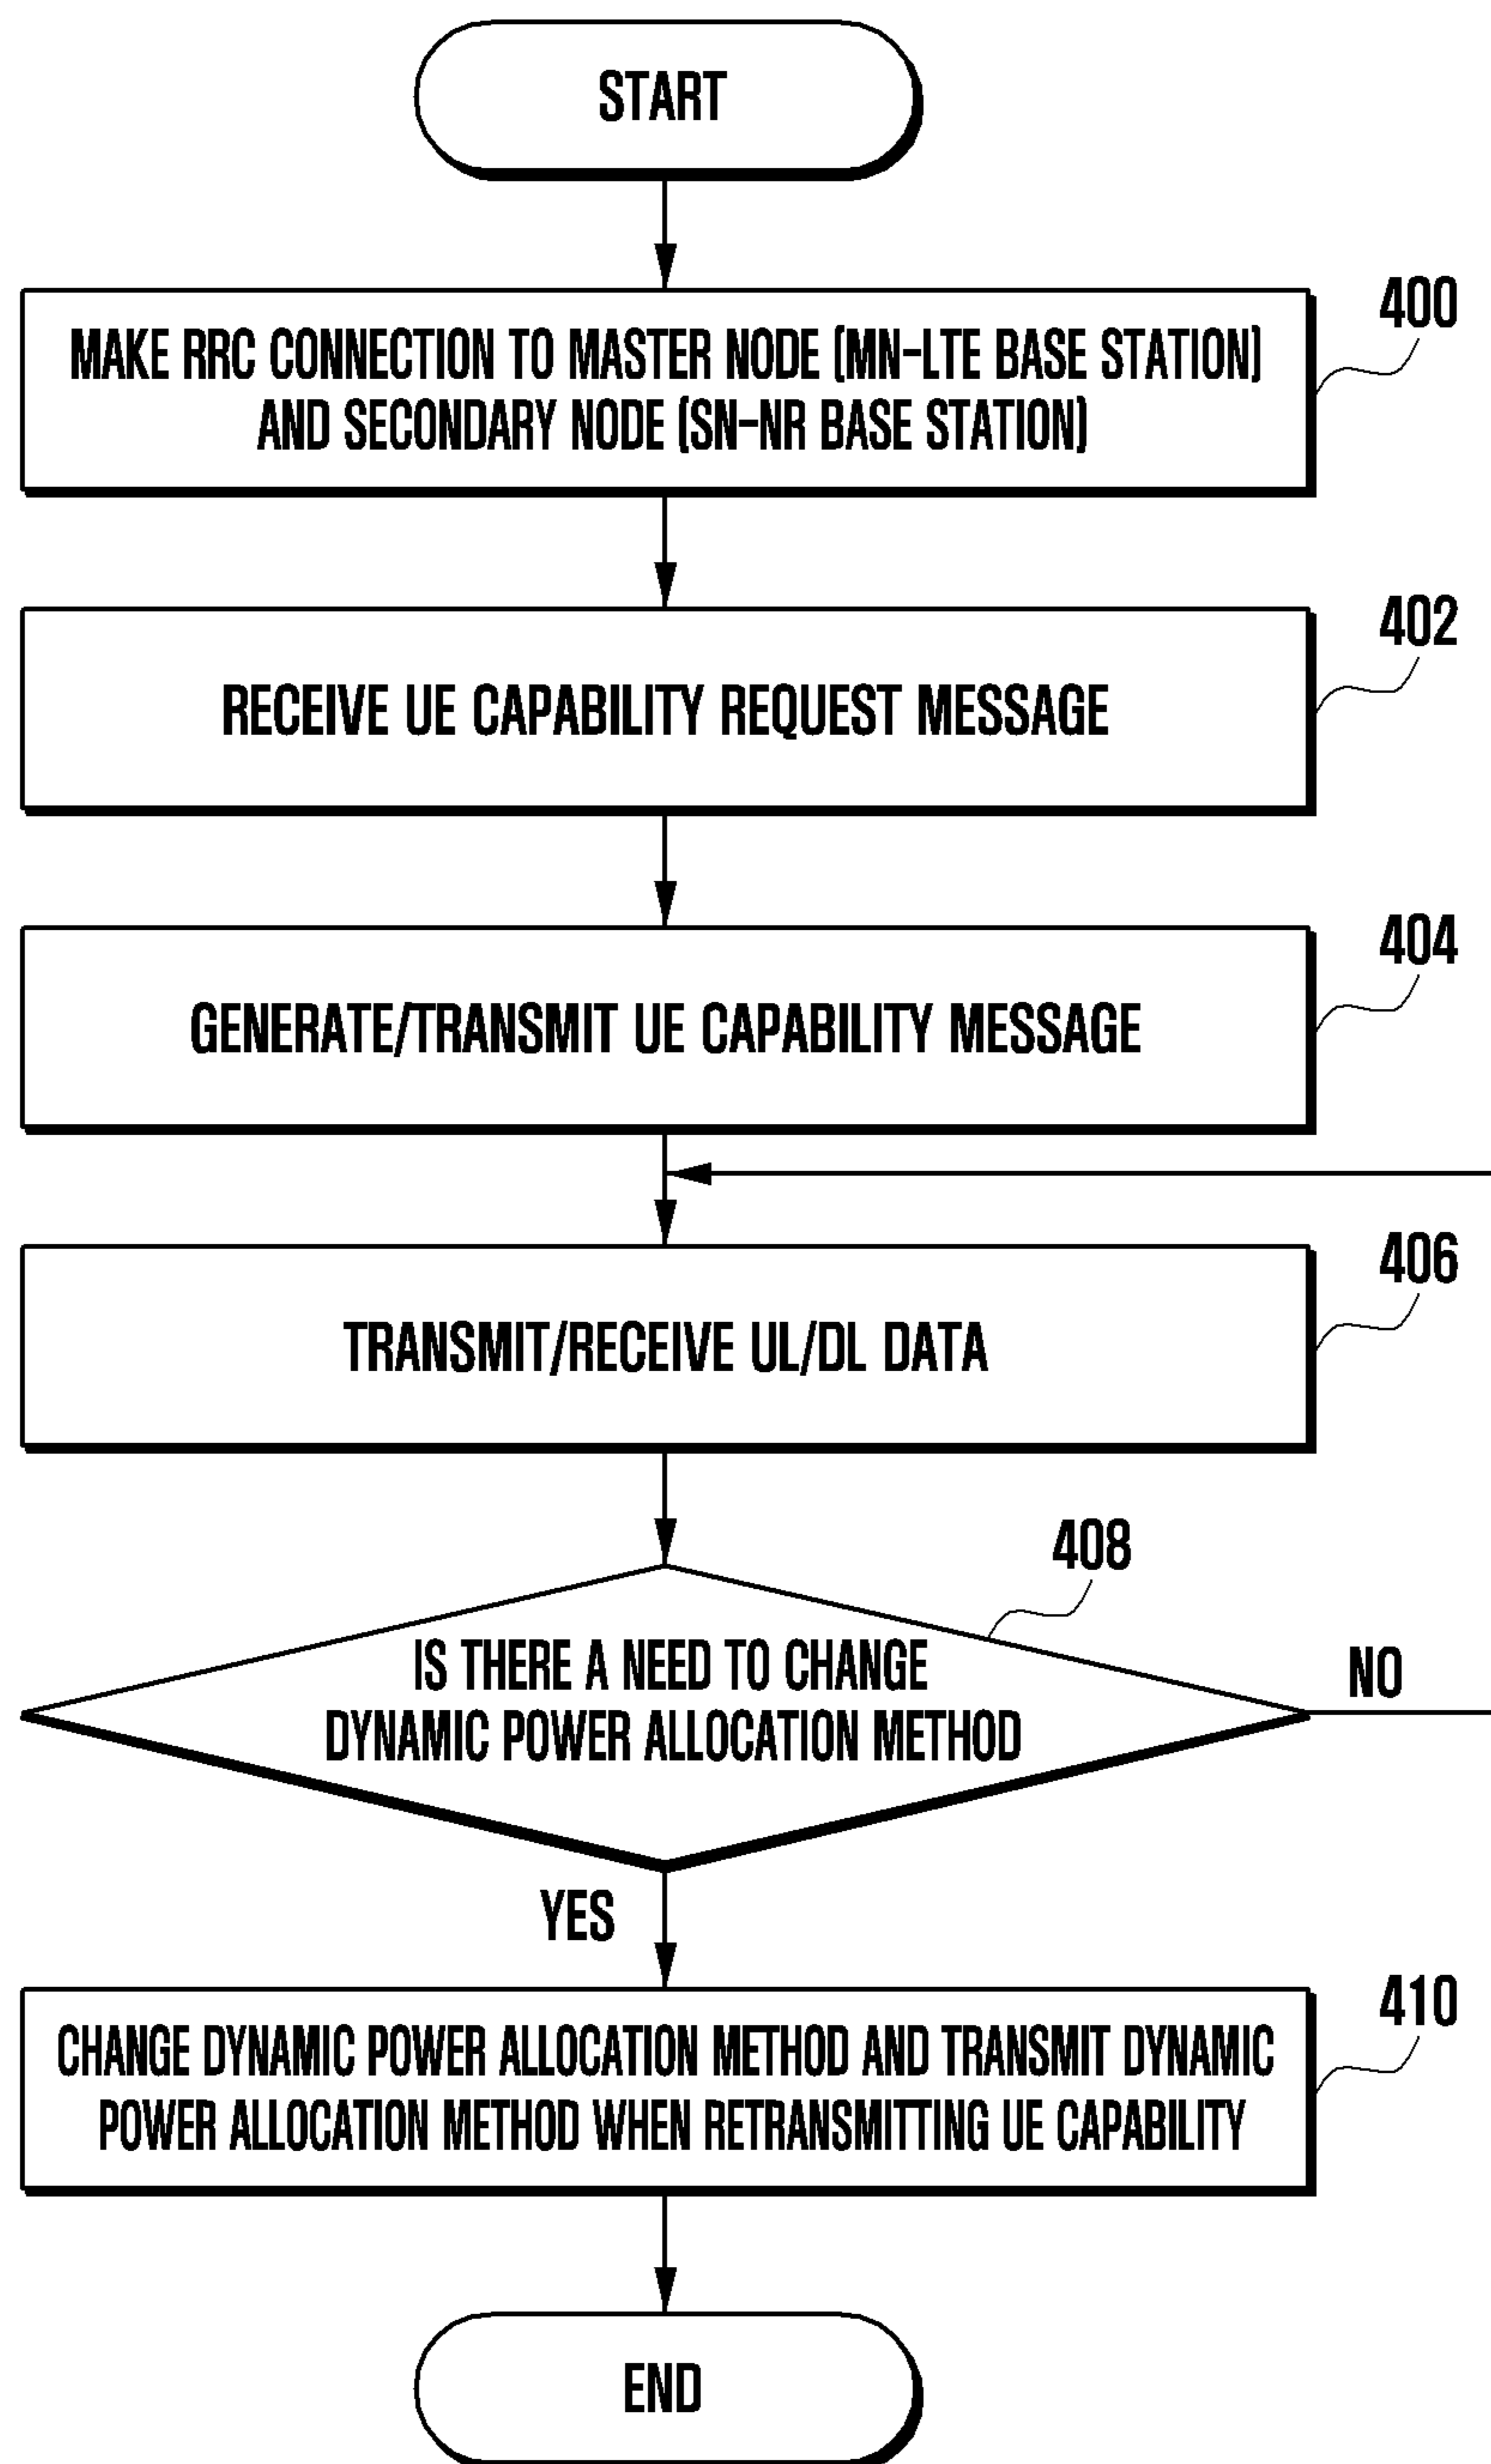 START
400
MAKE RRC CONNECTION TO MASTER NODE (MN-LTE BASE STATION)
AND SECONDARY NODE (SN-NR BASE STATION)
402
RECEIVE UE CAPABILITY REQUEST MESSAGE
404
GENERATE/TRANSMIT UE CAPABILITY MESSAGE
406
TRANSMIT/RECEIVE UL/DL DATA
408
IS THERE A NEED TO CHANGE
DYNAMIC POWER ALLOCATION METHOD
NO
YES
410
CHANGE DYNAMIC POWER ALLOCATION METHOD AND TRANSMIT DYNAMIC
POWER ALLOCATION METHOD WHEN RETRANSMITTING UE CAPABILITY
END